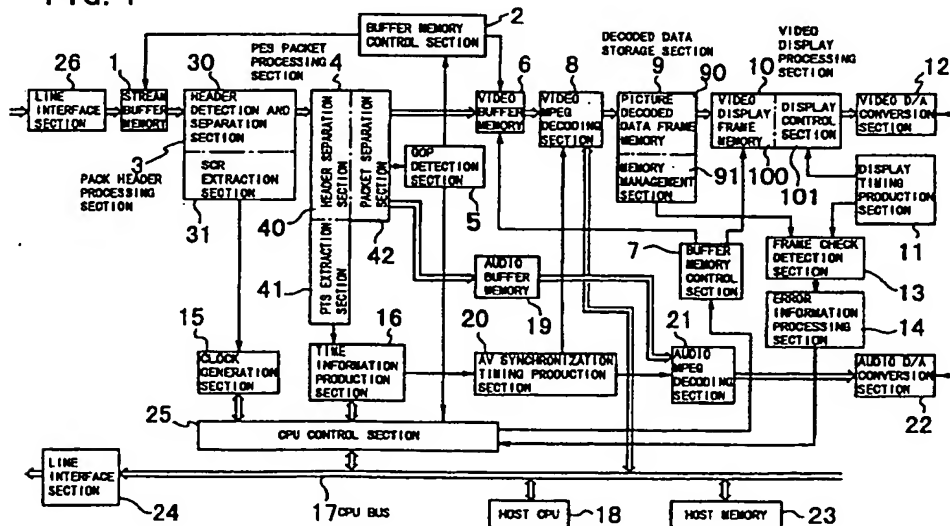 FIG. 1
BUFFER MEMORY
CONTROL SECTION
2
PES PACKET
PROCESSING
SECTION
DECODED DATA
STORAGE SECTION
VIDEO
DISPLAY
PROCESSING
SECTION
26
1
30
4
6
8
9
90
10
12
LINE
INTERFACE
SECTION
STREAM
BUFFER
MEMORY
HEADER
DETECTION AND
SEPARATION
SECTION
SCR
EXTRACTION
SECTION
3
PACK HEADER
PROCESSING
SECTION
31
HEADER SEPARATION
SECTION
PACKET SEPARATION
SECTION
40
42
PTS EXTRACTION
SECTION
41
GOP
DETECTION
SECTION
5
VIDEO
BUFFER
MEMORY
VIDEO
MPEG
DECODING
SECTION
PICTURE
DECODED
DATA FRAME
MEMORY
MEMORY
MANAGEMENT
SECTION
91
VIDEO
DISPLAY
FRAME
MEMORY
DISPLAY
CONTROL
SECTION
100
101
VIDEO D/A
CONVERSION
SECTION
DISPLAY
TIMING
PRODUCTION
SECTION
11
7
BUFFER
MEMORY
CONTROL
SECTION
FRAME CHECK
DETECTION
SECTION
13
AUDIO
BUFFER
MEMORY
19
ERROR
INFORMATION
PROCESSING
SECTION
14
15
CLOCK
GENERATION
SECTION
16
TIME
INFORMATION
PRODUCTION
SECTION
20
AV SYNCHRONIZATION
TIMING PRODUCTION
SECTION
21
AUDIO
MPEG
DECODING
SECTION
AUDIO D/A
CONVERSION
SECTION
22
25
CPU CONTROL SECTION
LINE
INTERFACE
SECTION
24
17 CPU BUS
HOST CPU
18
HOST MEMORY
23